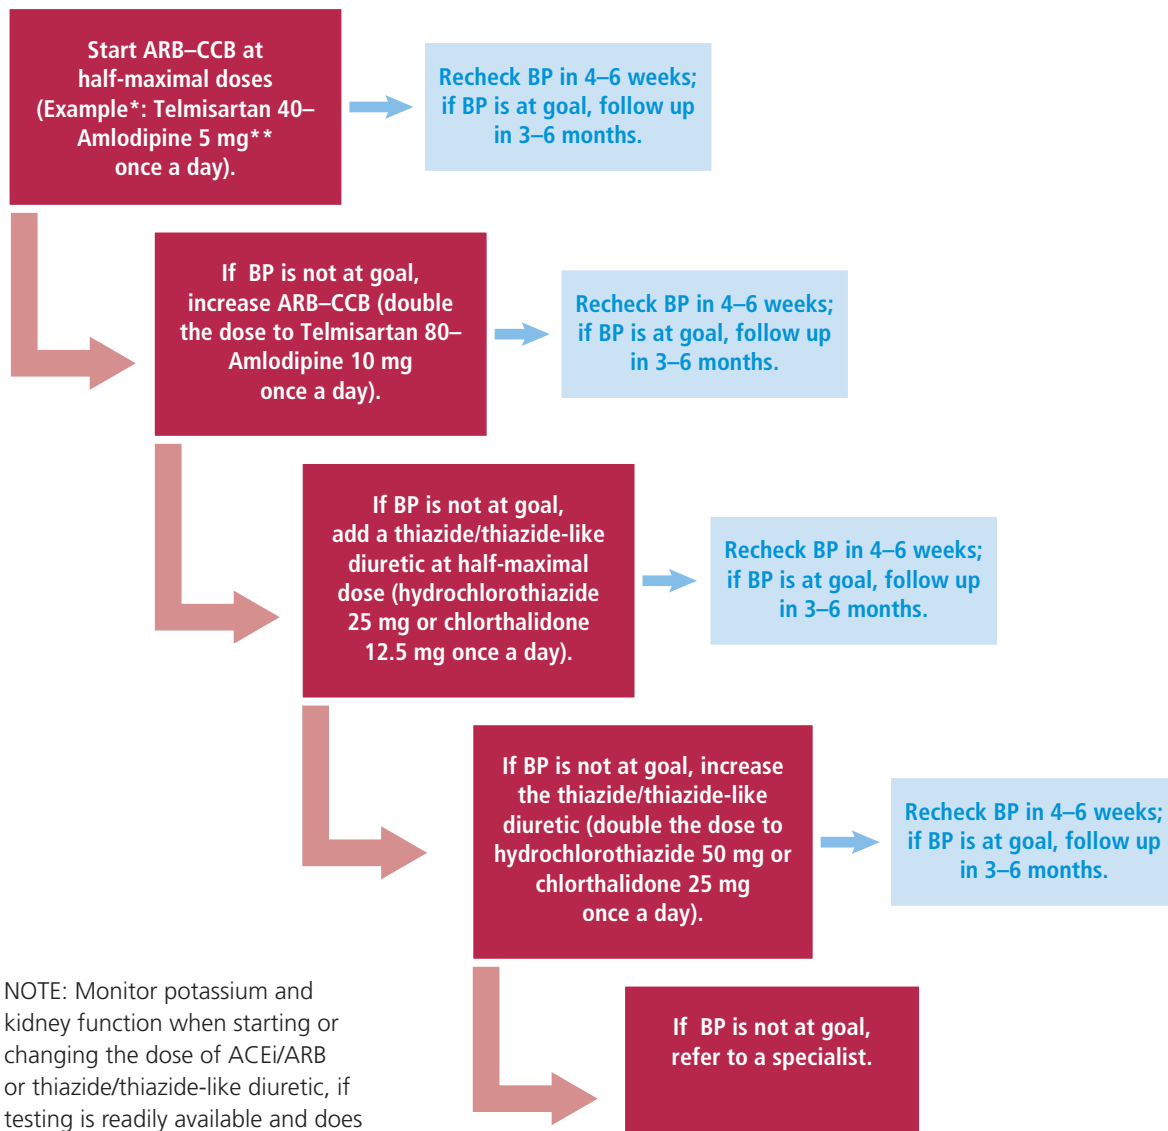 Start ARB–CCB at
half-maximal doses
(Example*: Telmisartan 40–
Amlodipine 5 mg**
once a day).
Recheck BP in 4–6 weeks;
if BP is at goal, follow up
in 3–6 months.
If BP is not at goal,
increase ARB–CCB (double
the dose to Telmisartan 80–
Amlodipine 10 mg
once a day).
Recheck BP in 4–6 weeks;
if BP is at goal, follow up
in 3–6 months.
If BP is not at goal,
add a thiazide/thiazide-like
diuretic at half-maximal
dose (hydrochlorothiazide
25 mg or chlorthalidone
12.5 mg once a day).
Recheck BP in 4–6 weeks;
if BP is at goal, follow up
in 3–6 months.
If BP is not at goal, increase
the thiazide/thiazide-like
diuretic (double the dose to
hydrochlorothiazide 50 mg or
chlorthalidone 25 mg
once a day).
Recheck BP in 4–6 weeks;
if BP is at goal, follow up
in 3–6 months.
If BP is not at goal,
refer to a specialist.
NOTE: Monitor potassium and
kidney function when starting or
changing the dose of ACEi/ARB
or thiazide/thiazide-like diuretic, if
testing is readily available and does